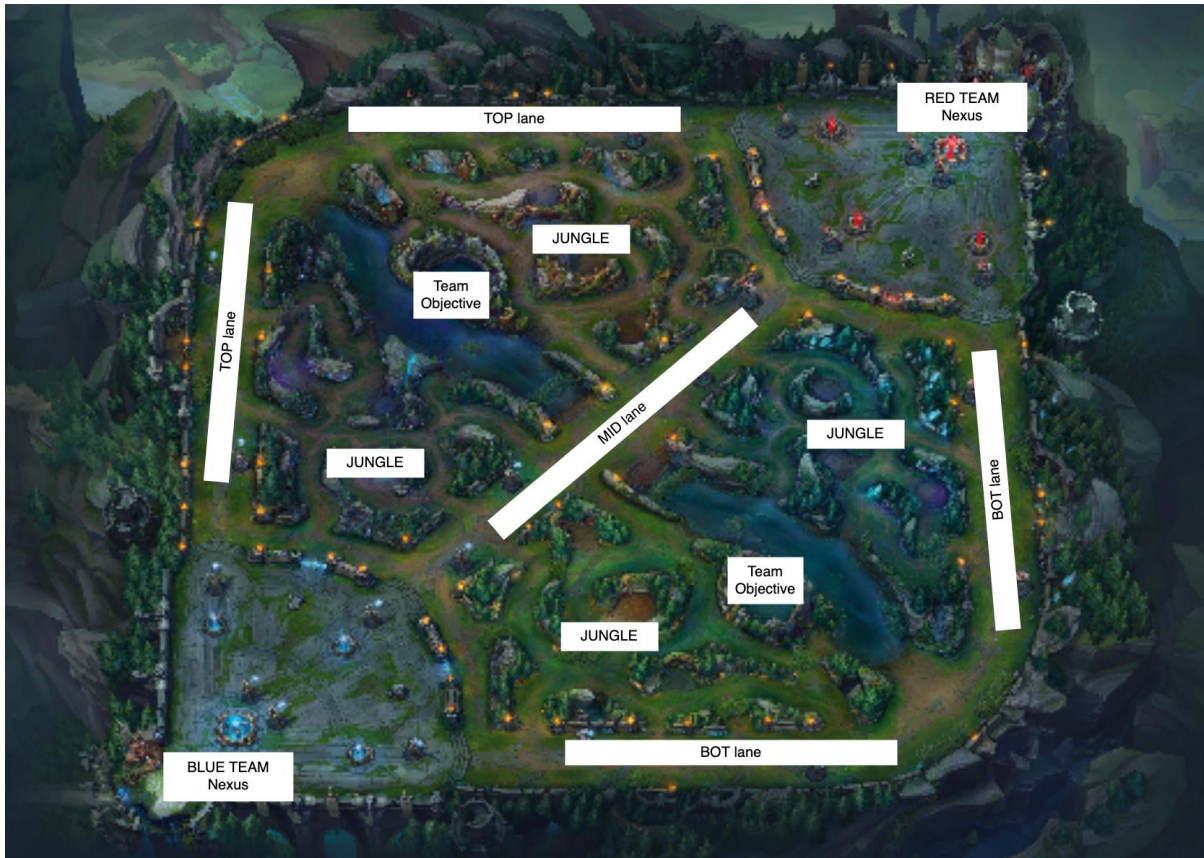 TOP lane
RED TEAM
Nexus
JUNGLE
Team
Objective
TOP lane
MID lane
JUNGLE
JUNGLE
BOT lane
Team
Objective
JUNGLE
BOT lane
BLUE TEAM
Nexus